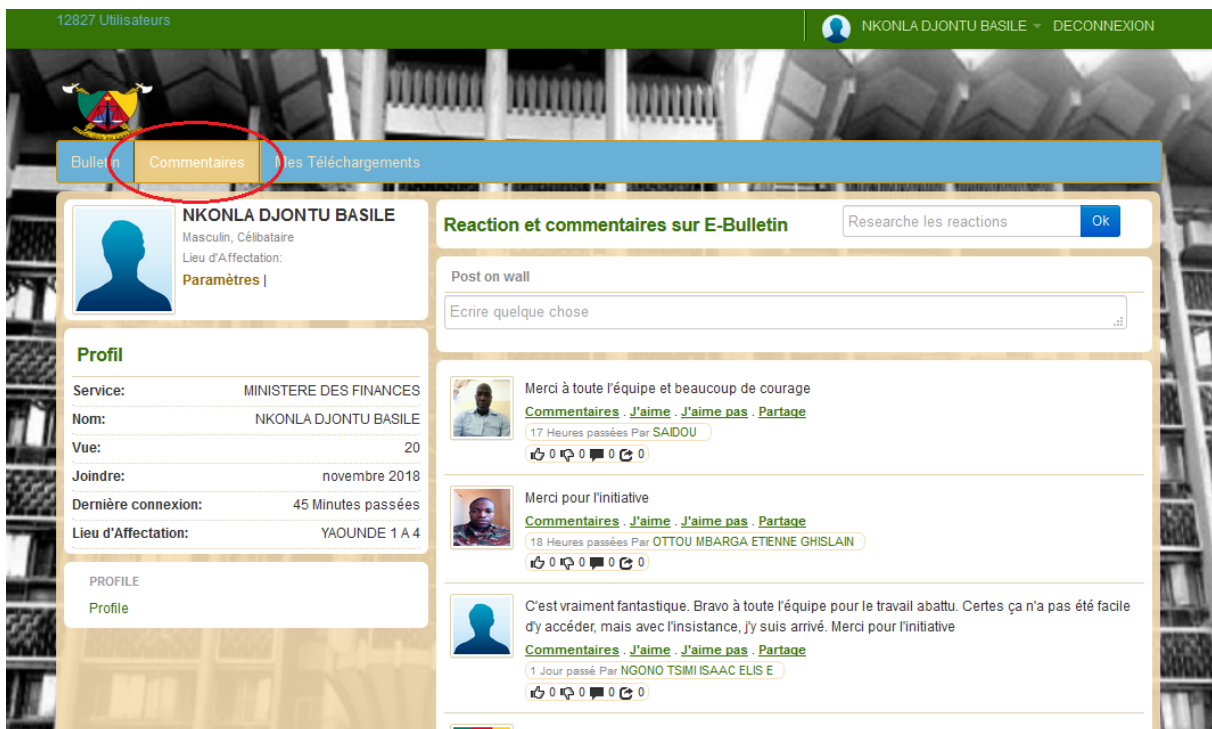 12827 Utilisateurs
NKONLA DJONTU BASILE DECONNEXION
Bulletin Commentaires Mes Téléchargements
NKONLA DJONTU BASILE
Masculin, Célibataire
Lieu d'Affectation:
Paramètres |
Profil
Service: MINISTERE DES FINANCES
Nom: NKONLA DJONTU BASILE
Vue: 20
Joindre: novembre 2018
Dernière connexion: 45 Minutes passées
Lieu d'Affectation: YAOUNDE 1 A 4
PROFILE
Profile
Reaction et commentaires sur E-Bulletin
Researche les reactions Ok
Post on wall
Ecrire quelque chose
Merci à toute l'équipe et beaucoup de courage
Commentaires . J'aime . J'aime pas . Partage
17 Heures passées Par SAIDOU
0 0 0 0
Merci pour l'initiative
Commentaires . J'aime . J'aime pas . Partage
18 Heures passées Par OTTOU MBARGA ETIENNE GHISLAIN
0 0 0 0
C'est vraiment fantastique. Bravo à toute l'équipe pour le travail abattu. Certes ça n'a pas été facile
d'y accéder, mais avec l'insistance, j'y suis arrivé. Merci pour l'initiative
Commentaires . J'aime . J'aime pas . Partage
1 Jour passé Par NGONO TSIMI ISAAC ELIS E
0 0 0 0